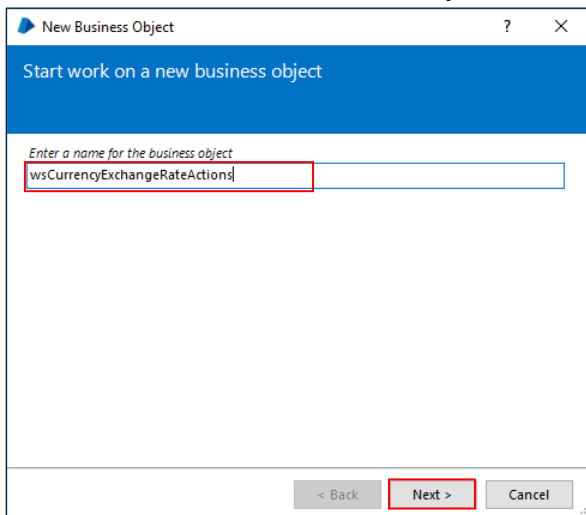 New Business Object
?
Start work on a new business object
Enter a name for the business object
wsCurrencyExchangeRateActions
< Back
Next >
Cancel